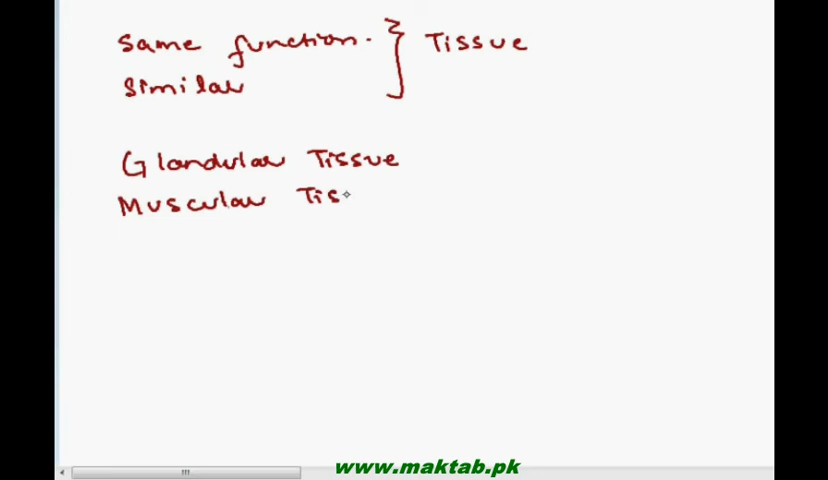 Same function. } Tissue
Similar
Glandular Tissue
Muscular Tis
www.maktab.pk